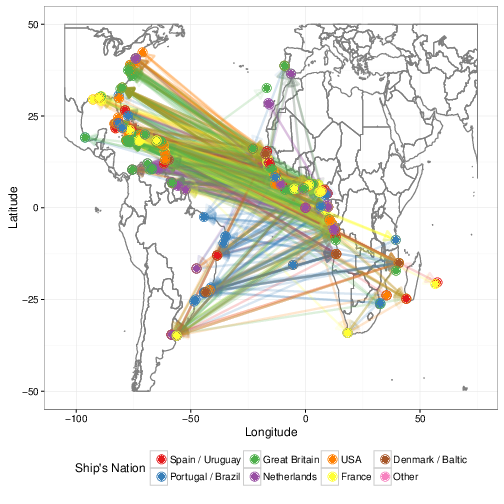 50
25
0
−25
−50
Latitude
−100
−50
0
50
Longitude
Ship's Nation
Spain / Uruguay
Great Britain
USA
Denmark / Baltic
Portugal / Brazil
Netherlands
France
Other